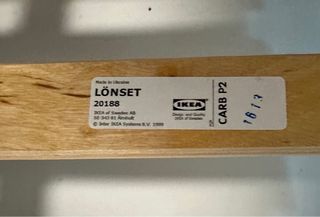 Made in Ukraine
LÖNSET
20188
IKEA of Sweden AB
SE-343 81 Älmhult
© Inter IKEA Systems B.V. 1999
IKEA
Design and Quality
IKEA of Sweden
CARB P2
1813